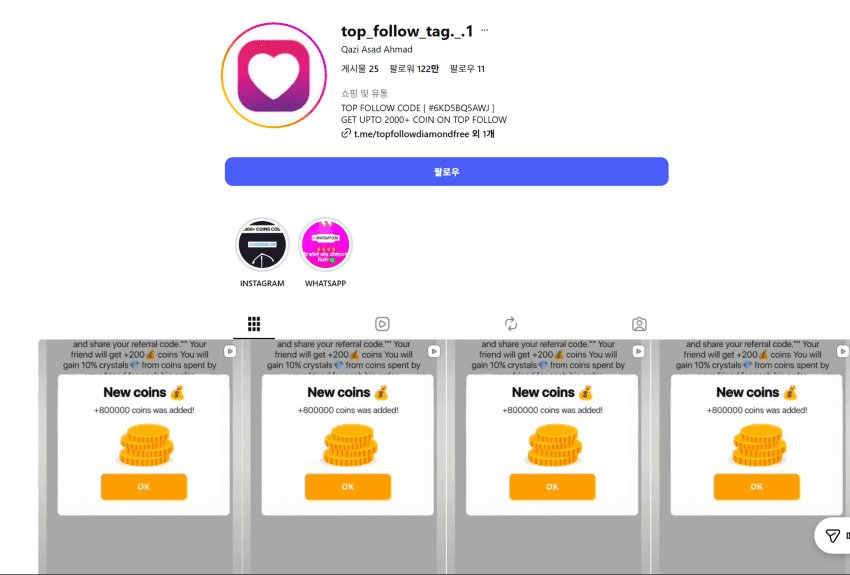 top_follow_tag._.1 ···
Qazi Asad Ahmad
게시물 25 팔로워 122만 팔로우 11
쇼핑 및 유통
TOP FOLLOW CODE [ #6KD5BQ5AWJ ]
GET UPTO 2000+ COIN ON TOP FOLLOW
t.me/topfollowdiamondfree 외 1개
팔로우
WHATSAPP.COM
INSTAGRAM WHATSAPP
and share your referral code."" Your
friend will get +200💰 coins You will
gain 10% crystals💎 from coins spent by
New coins 💰
+800000 coins was added!
OK
and share your referral code."" Your
friend will get +200💰 coins You will
gain 10% crystals💎 from coins spent by
New coins 💰
+800000 coins was added!
OK
and share your referral code."" Your
friend will get +200💰 coins You will
gain 10% crystals💎 from coins spent by
New coins 💰
+800000 coins was added!
OK
and share your referral code."" Your
friend will get +200💰 coins You will
gain 10% crystals💎 from coins spent by
New coins 💰
+800000 coins was added!
OK